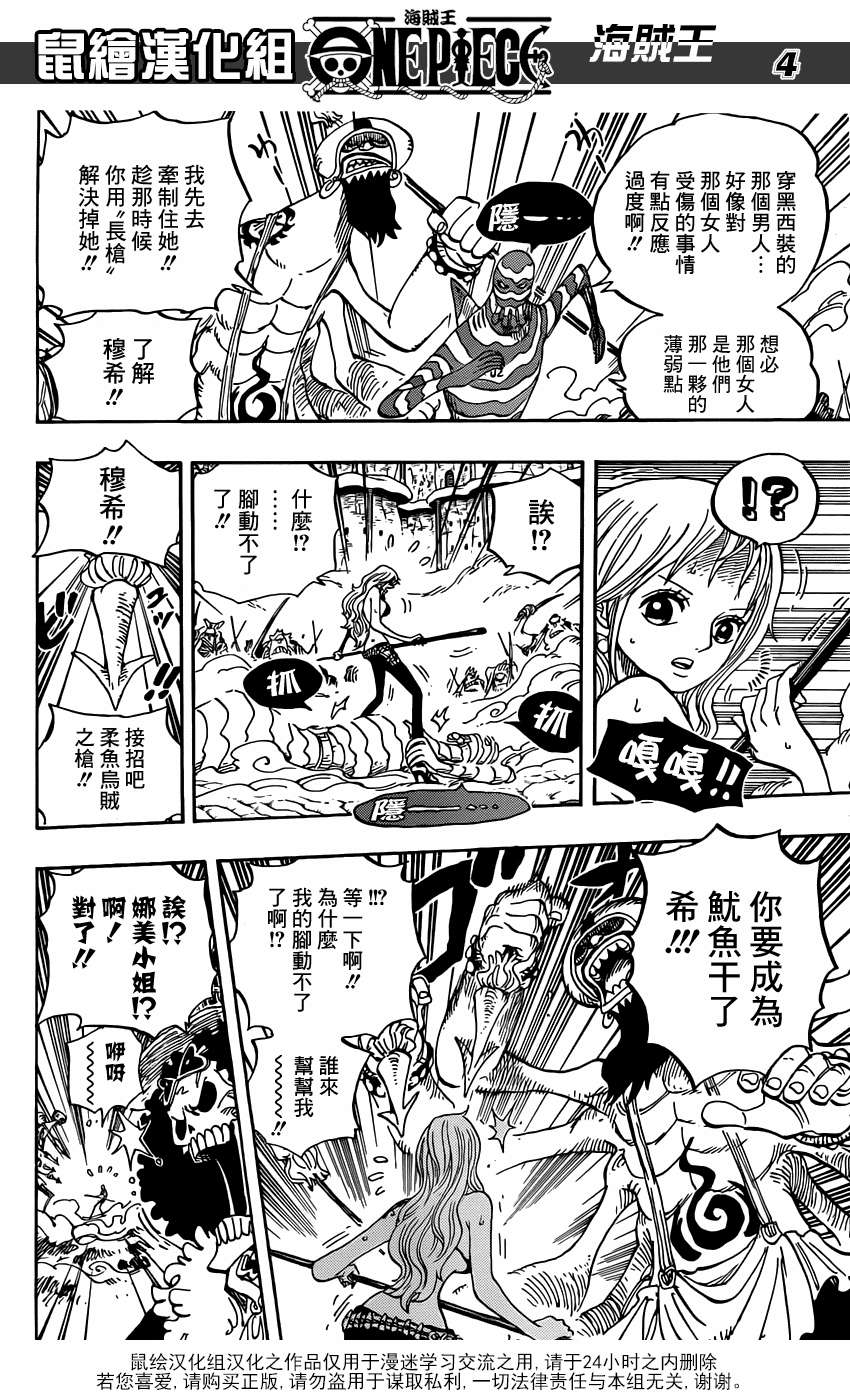 鼠繪漢化組
海賊王
ONE PIECE
海賊王
4
穿黑西裝的
那個男人…
好像對
那個女人
受傷的事情
有點反應
過度啊!!
想必
那個女人
是他們
那一夥的
薄弱點
隱
我先去
牽制住她!!
趁那時候
你用〝長槍〞
解決掉她!!
了解
穆希!!
!?
嘎嘎!!
誒!?
什麼!?
……
腳動不
了!!
抓
抓
隱
穆希!!
接招吧
柔魚烏賊
之槍!!
你要成為
魷魚干了
希!!!
!!?
等一下啊!!
為什麼
我的腳動不
了啊!?
誰來
幫幫我
誒!?
娜美小姐!?
啊!
對了!!
咿呀
鼠绘汉化组汉化之作品仅用于漫迷学习交流之用, 请于24小时之内删除
若您喜爱, 请购买正版, 请勿盗用于谋取私利, 一切法律责任与本组无关, 谢谢.